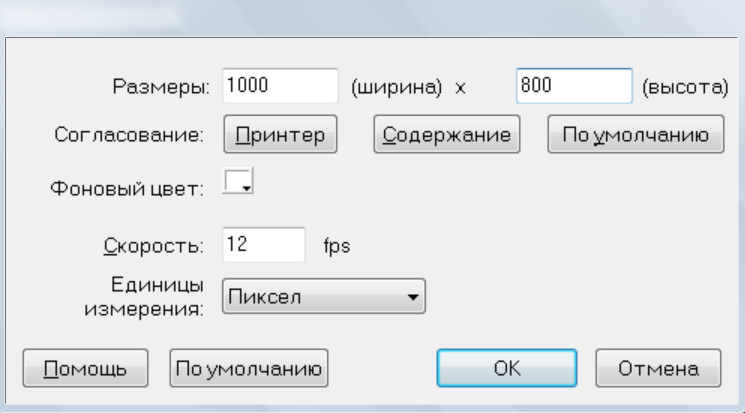 Размеры: 1000 (ширина) x 800 (высота)
Согласование: Принтер Содержание По умолчанию
Фоновый цвет:
Скорость: 12 fps
Единицы
измерения: Пиксел
Помощь По умолчанию OK Отмена